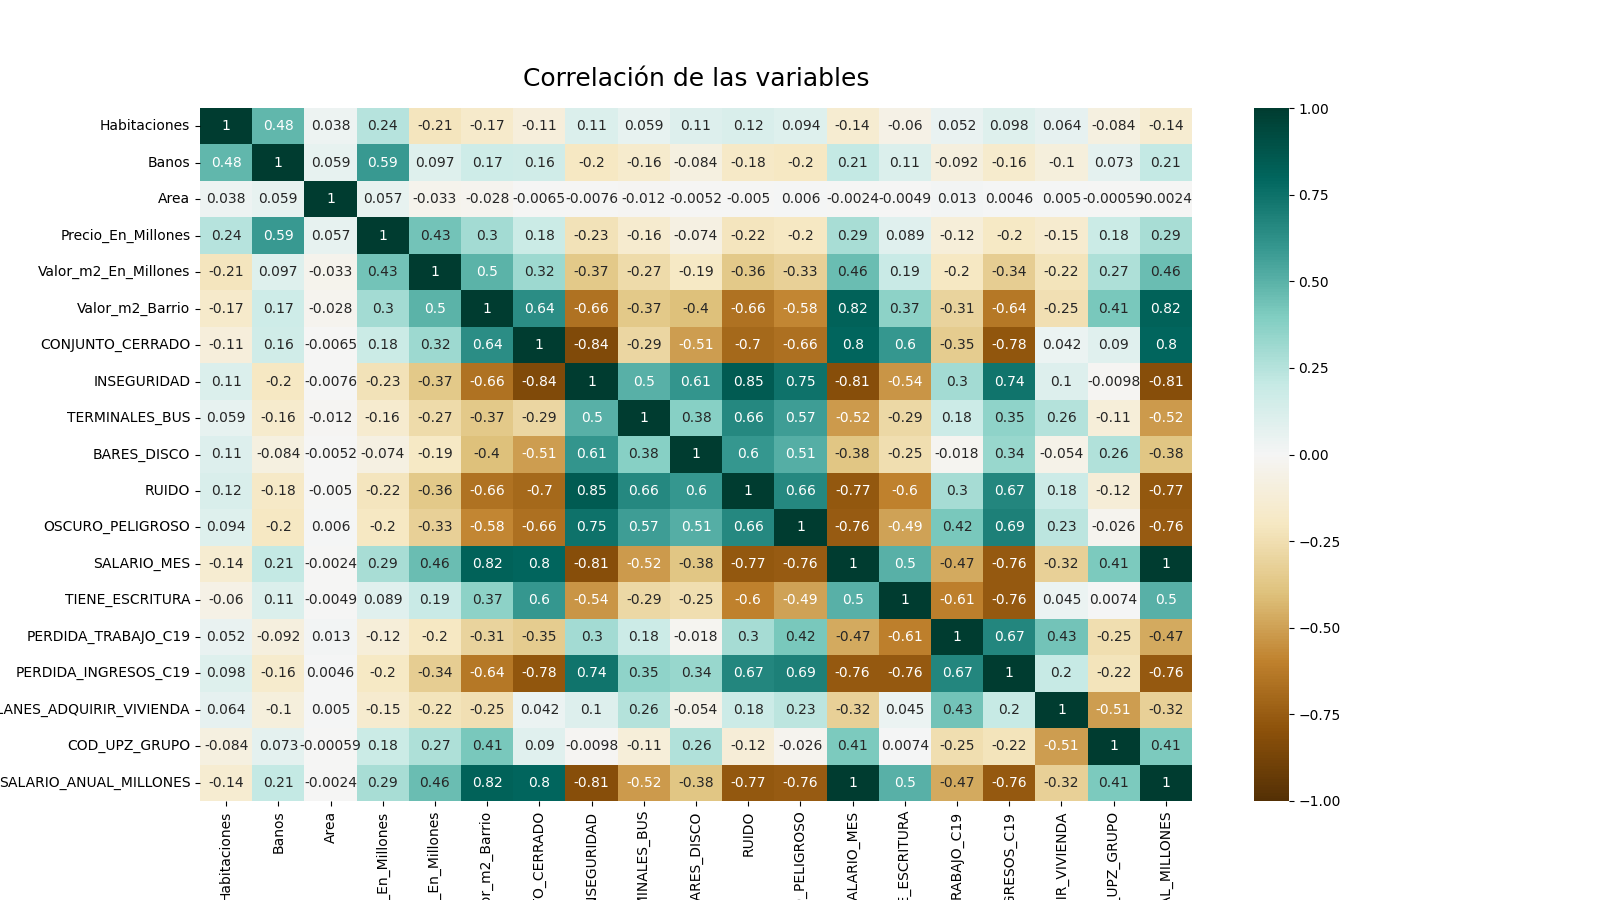 Correlación de las variables
Habitaciones 1 0.48 0.038 0.24 -0.21 -0.17 -0.11 0.11 0.059 0.11 0.12 0.094 -0.14 -0.06 0.052 0.098 0.064 -0.084 -0.14
Banos 0.48 1 0.059 0.59 0.097 0.17 0.16 -0.2 -0.16 -0.084 -0.18 -0.2 0.21 0.11 -0.092 -0.16 -0.1 0.073 0.21
Area 0.038 0.059 1 0.057 -0.033 -0.028 -0.0065 -0.0076 -0.012 -0.0052 -0.005 0.006 -0.0024 -0.0049 0.013 0.0046 0.005 -0.00059 -0.0024
Precio_En_Millones 0.24 0.59 0.057 1 0.43 0.3 0.18 -0.23 -0.16 -0.074 -0.22 -0.2 0.29 0.089 -0.12 -0.2 -0.15 0.18 0.29
Valor_m2_En_Millones -0.21 0.097 -0.033 0.43 1 0.5 0.32 -0.37 -0.27 -0.19 -0.36 -0.33 0.46 0.19 -0.2 -0.34 -0.22 0.27 0.46
Valor_m2_Barrio -0.17 0.17 -0.028 0.3 0.5 1 0.64 -0.66 -0.37 -0.4 -0.66 -0.58 0.82 0.37 -0.31 -0.64 -0.25 0.41 0.82
CONJUNTO_CERRADO -0.11 0.16 -0.0065 0.18 0.32 0.64 1 -0.84 -0.29 -0.51 -0.7 -0.66 0.8 0.6 -0.35 -0.78 0.042 0.09 0.8
INSEGURIDAD 0.11 -0.2 -0.0076 -0.23 -0.37 -0.66 -0.84 1 0.5 0.61 0.85 0.75 -0.81 -0.54 0.3 0.74 0.1 -0.0098 -0.81
TERMINALES_BUS 0.059 -0.16 -0.012 -0.16 -0.27 -0.37 -0.29 0.5 1 0.38 0.66 0.57 -0.52 -0.29 0.18 0.35 0.26 -0.11 -0.52
BARES_DISCO 0.11 -0.084 -0.0052 -0.074 -0.19 -0.4 -0.51 0.61 0.38 1 0.6 0.51 -0.38 -0.25 -0.018 0.34 -0.054 0.26 -0.38
RUIDO 0.12 -0.18 -0.005 -0.22 -0.36 -0.66 -0.7 0.85 0.66 0.6 1 0.66 -0.77 -0.6 0.3 0.67 0.18 -0.12 -0.77
OSCURO_PELIGROSO 0.094 -0.2 0.006 -0.2 -0.33 -0.58 -0.66 0.75 0.57 0.51 0.66 1 -0.76 -0.49 0.42 0.69 0.23 -0.026 -0.76
SALARIO_MES -0.14 0.21 -0.0024 0.29 0.46 0.82 0.8 -0.81 -0.52 -0.38 -0.77 -0.76 1 0.5 -0.47 -0.76 -0.32 0.41 1
TIENE_ESCRITURA -0.06 0.11 -0.0049 0.089 0.19 0.37 0.6 -0.54 -0.29 -0.25 -0.6 -0.49 0.5 1 -0.61 -0.76 0.045 0.0074 0.5
PERDIDA_TRABAJO_C19 0.052 -0.092 0.013 -0.12 -0.2 -0.31 -0.35 0.3 0.18 -0.018 0.3 0.42 -0.47 -0.61 1 0.67 0.43 -0.25 -0.47
PERDIDA_INGRESOS_C19 0.098 -0.16 0.0046 -0.2 -0.34 -0.64 -0.78 0.74 0.35 0.34 0.67 0.69 -0.76 -0.76 0.67 1 0.2 -0.22 -0.76
LANES_ADQUIRIR_VIVIENDA 0.064 -0.1 0.005 -0.15 -0.22 -0.25 0.042 0.1 0.26 -0.054 0.18 0.23 -0.32 0.045 0.43 0.2 1 -0.51 -0.32
COD_UPZ_GRUPO -0.084 0.073 -0.00059 0.18 0.27 0.41 0.09 -0.0098 -0.11 0.26 -0.12 -0.026 0.41 0.0074 -0.25 -0.22 -0.51 1 0.41
SALARIO_ANUAL_MILLONES -0.14 0.21 -0.0024 0.29 0.46 0.82 0.8 -0.81 -0.52 -0.38 -0.77 -0.76 1 0.5 -0.47 -0.76 -0.32 0.41 1
Habitaciones
Banos
Area
_En_Millones
_En_Millones
or_m2_Barrio
TO_CERRADO
NSEGURIDAD
MINALES_BUS
ARES_DISCO
RUIDO
_PELIGROSO
ALARIO_MES
E_ESCRITURA
RABAJO_C19
GRESOS_C19
IR_VIVIENDA
UPZ_GRUPO
AL_MILLONES
1.00
0.75
0.50
0.25
0.00
−0.25
−0.50
−0.75
−1.00